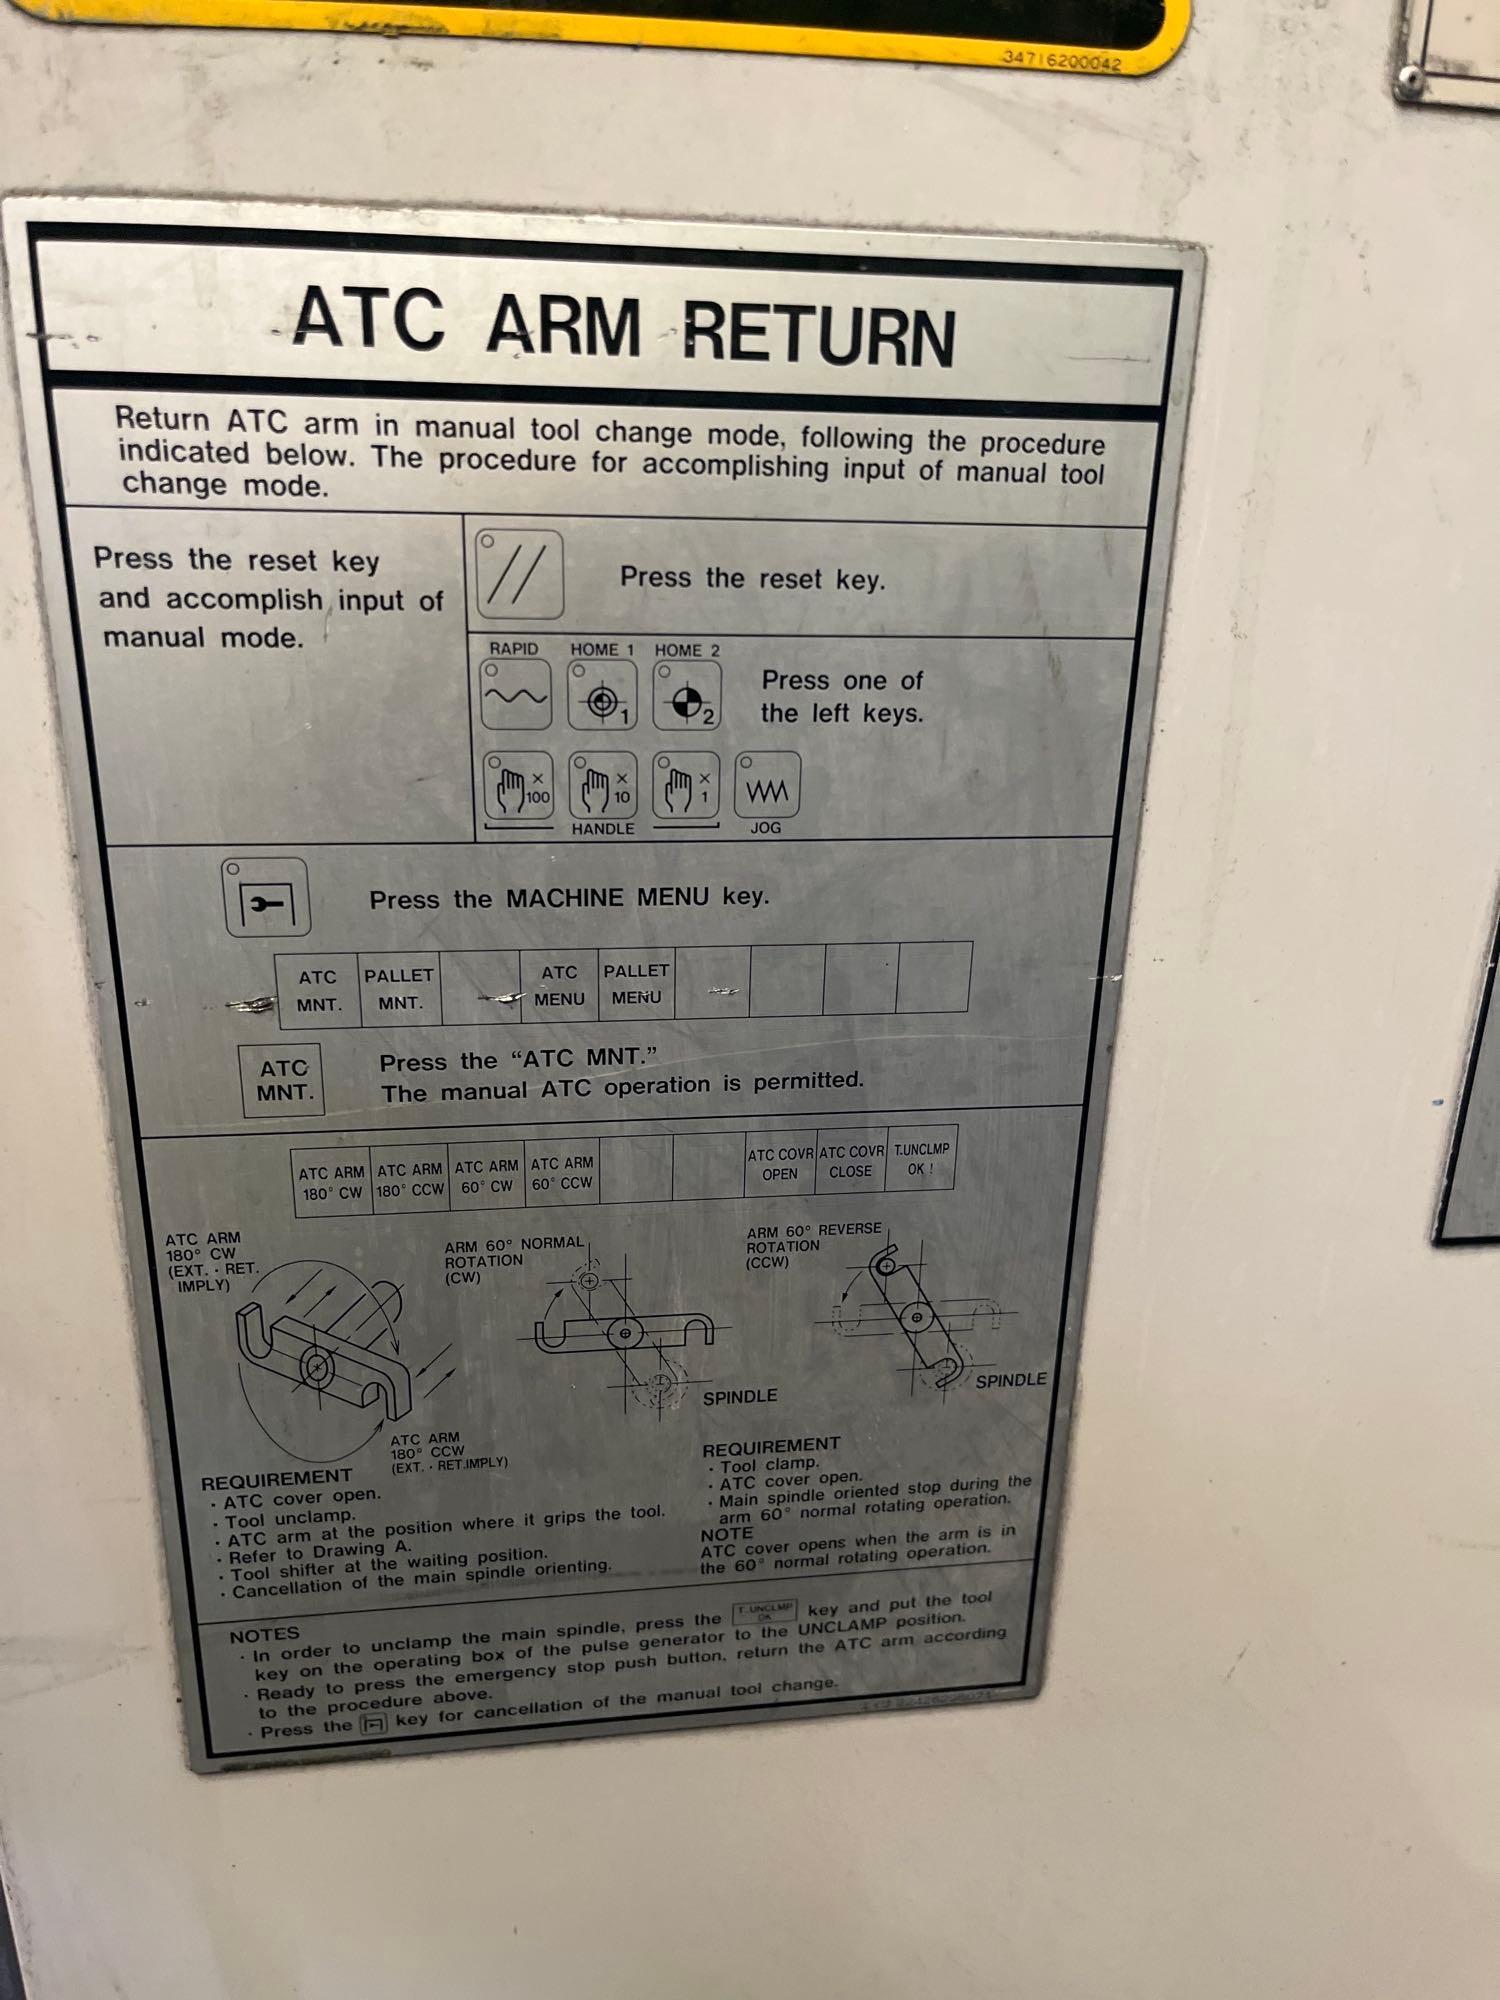 34716200042
ATC ARM RETURN
Return ATC arm in manual tool change mode, following the procedure
indicated below. The procedure for accomplishing input of manual tool
change mode.
Press the reset key
and accomplish input of
manual mode.
Press the reset key.
RAPID HOME 1 HOME 2
1 2
Press one of
the left keys.
× 100 × 10 × 1
HANDLE JOG
Press the MACHINE MENU key.
ATC MNT. PALLET MNT. ATC MENU PALLET MENU
ATC
MNT.
Press the “ATC MNT.”
The manual ATC operation is permitted.
ATC ARM 180° CW ATC ARM 180° CCW ATC ARM 60° CW ATC ARM 60° CCW ATC COVR OPEN ATC COVR CLOSE T.UNCLMP OK !
ATC ARM
180° CW
(EXT. · RET.
IMPLY)
ATC ARM
180° CCW
(EXT. · RET.IMPLY)
ARM 60° NORMAL
ROTATION
(CW)
SPINDLE
ARM 60° REVERSE
ROTATION
(CCW)
SPINDLE
REQUIREMENT
· ATC cover open.
· Tool unclamp.
· ATC arm at the position where it grips the tool.
· Refer to Drawing A.
· Tool shifter at the waiting position.
· Cancellation of the main spindle orienting.
REQUIREMENT
· Tool clamp.
· ATC cover open.
· Main spindle oriented stop during the
arm 60° normal rotating operation.
NOTE
ATC cover opens when the arm is in
the 60° normal rotating operation.
NOTES
· In order to unclamp the main spindle, press the T.UNCLMP OK key and put the tool
key on the operating box of the pulse generator to the UNCLAMP position.
· Ready to press the emergency stop push button, return the ATC arm according
to the procedure above.
· Press the key for cancellation of the manual tool change.